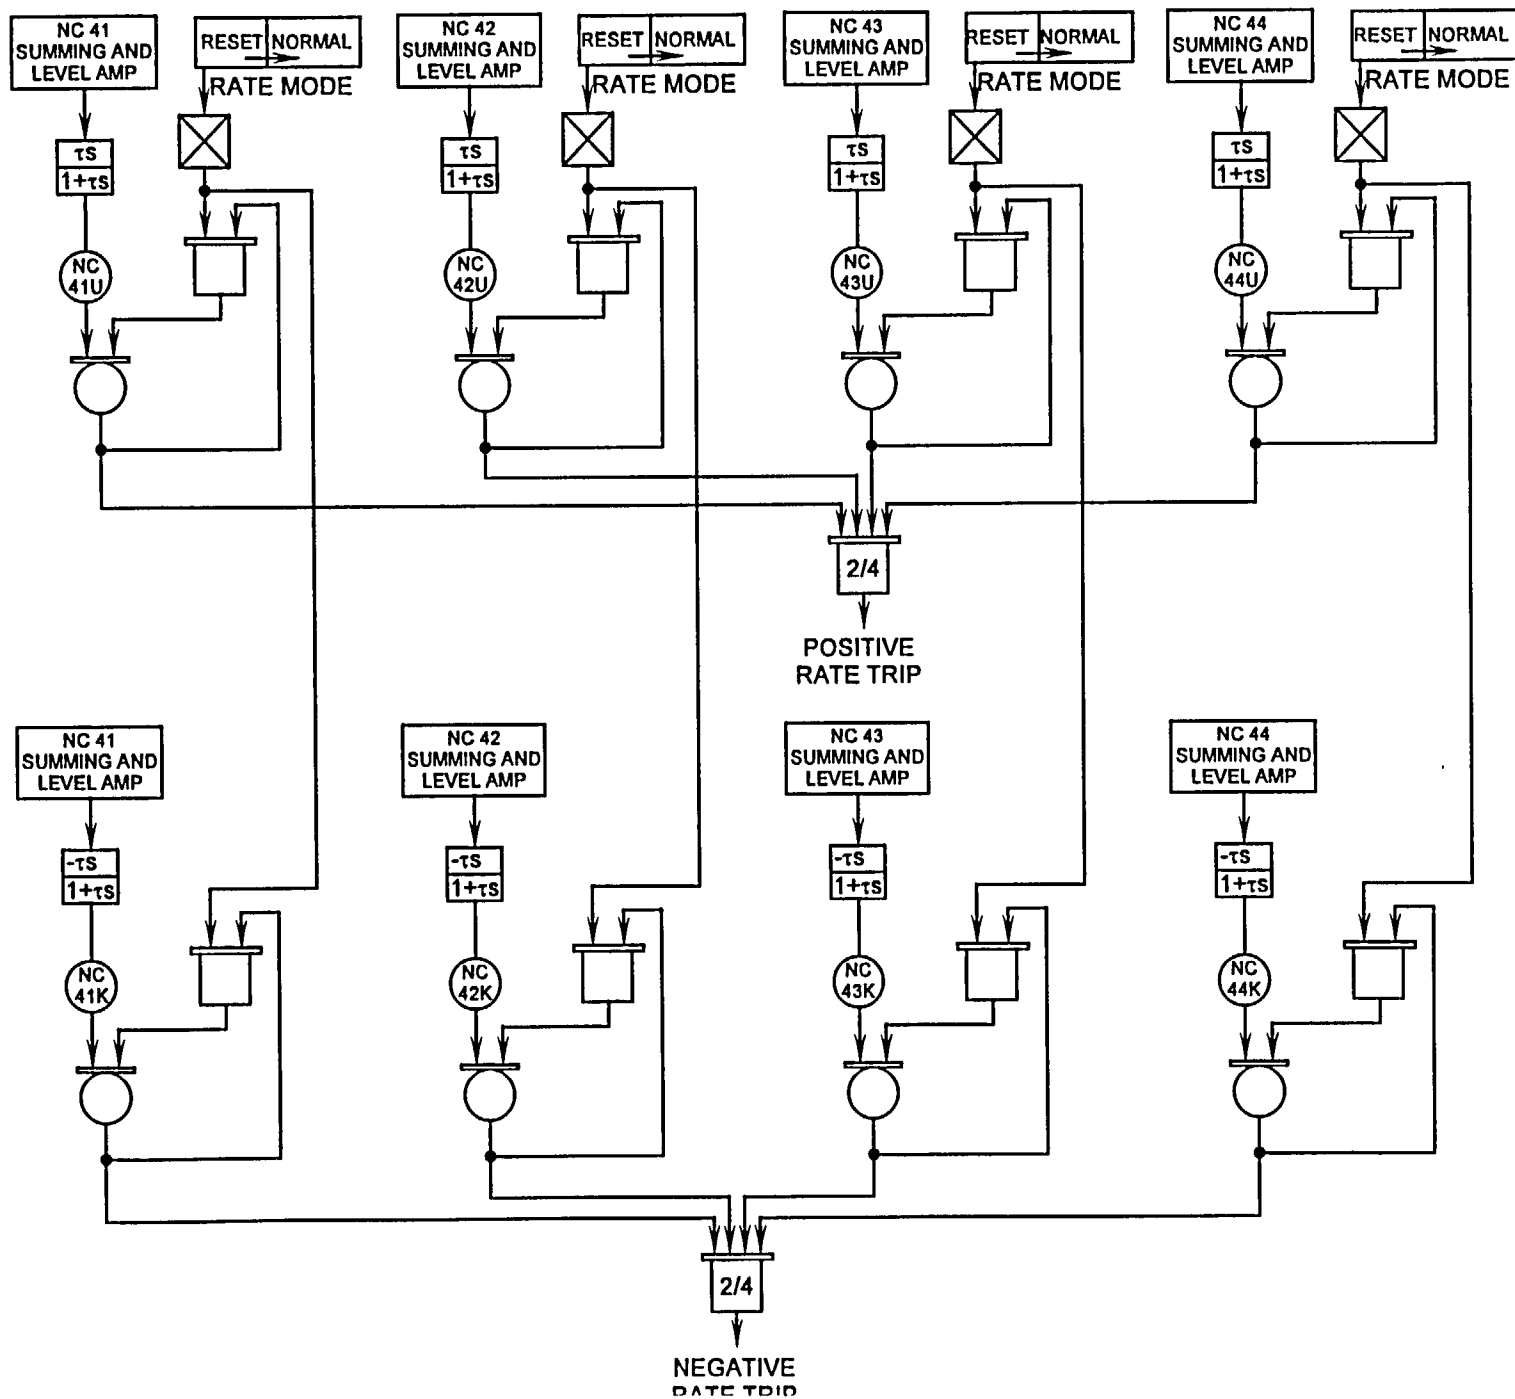 NC 41
SUMMING AND
LEVEL AMP
RESET NORMAL
RATE MODE
NC 42
SUMMING AND
LEVEL AMP
RESET NORMAL
RATE MODE
NC 43
SUMMING AND
LEVEL AMP
RESET NORMAL
RATE MODE
NC 44
SUMMING AND
LEVEL AMP
RESET NORMAL
RATE MODE
τS
1+τS
τS
1+τS
τS
1+τS
τS
1+τS
NC
41U
NC
42U
NC
43U
NC
44U
2/4
POSITIVE
RATE TRIP
NC 41
SUMMING AND
LEVEL AMP
NC 42
SUMMING AND
LEVEL AMP
NC 43
SUMMING AND
LEVEL AMP
NC 44
SUMMING AND
LEVEL AMP
-τS
1+τS
-τS
1+τS
-τS
1+τS
-τS
1+τS
NC
41K
NC
42K
NC
43K
NC
44K
2/4
NEGATIVE
RATE TRIP